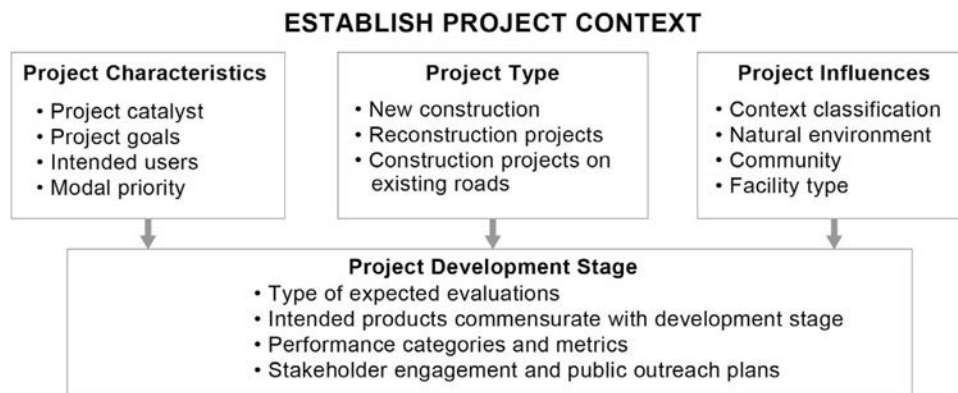 ESTABLISH PROJECT CONTEXT
Project Characteristics
• Project catalyst
• Project goals
• Intended users
• Modal priority
Project Type
• New construction
• Reconstruction projects
• Construction projects on
existing roads
Project Influences
• Context classification
• Natural environment
• Community
• Facility type
Project Development Stage
• Type of expected evaluations
• Intended products commensurate with development stage
• Performance categories and metrics
• Stakeholder engagement and public outreach plans